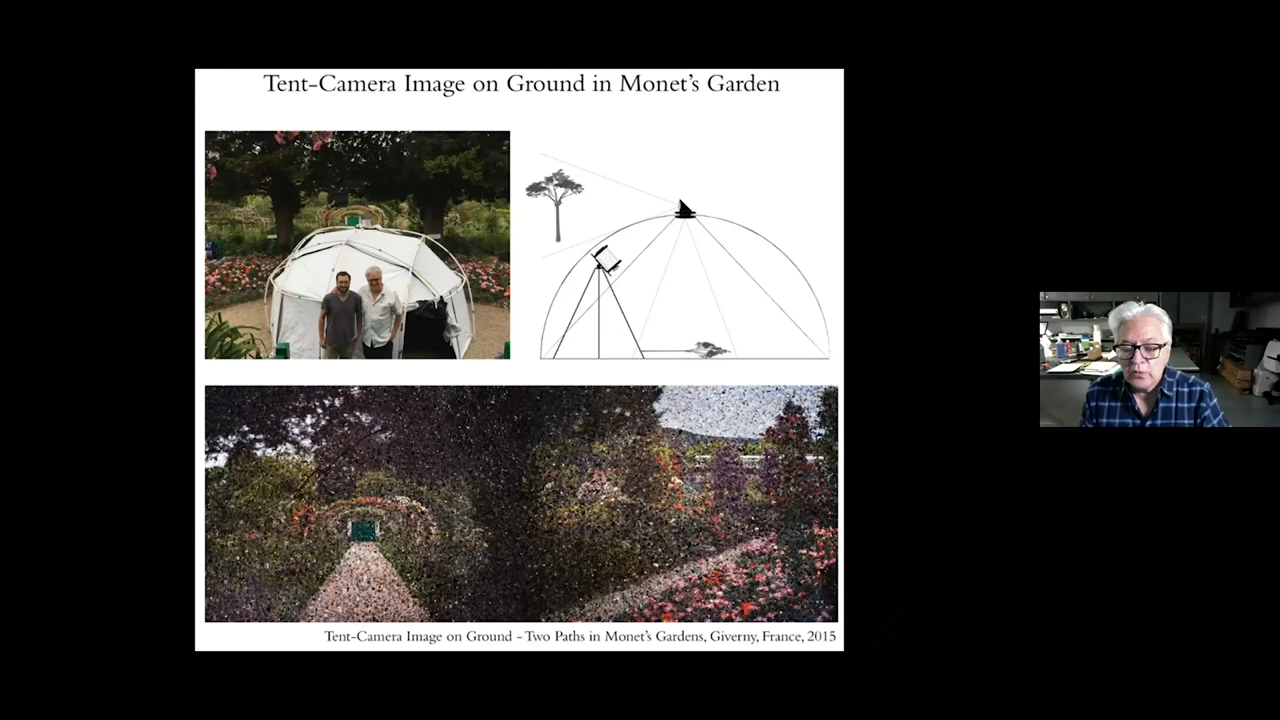 Tent-Camera Image on Ground in Monet's Garden
Tent-Camera Image on Ground - Two Paths in Monet's Gardens, Giverny, France, 2015